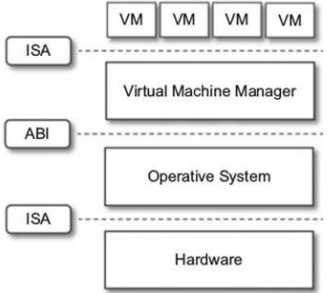 VM VM VM VM
ISA
Virtual Machine Manager
ABI
Operative System
ISA
Hardware